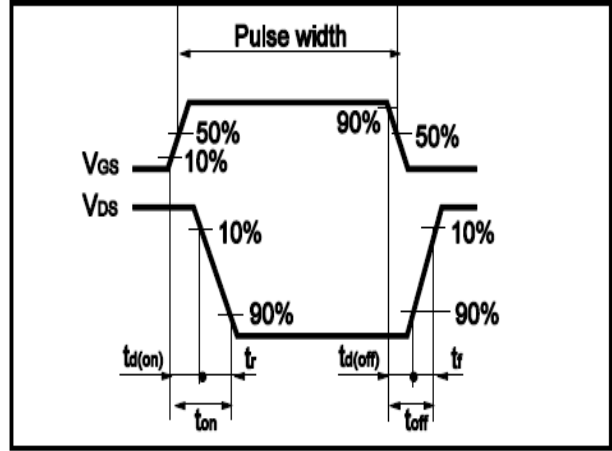 Pulse width
90%
50%
50%
VGS
10%
VDS
10%
10%
90%
90%
td(on)
tr
td(off)
tf
ton
toff